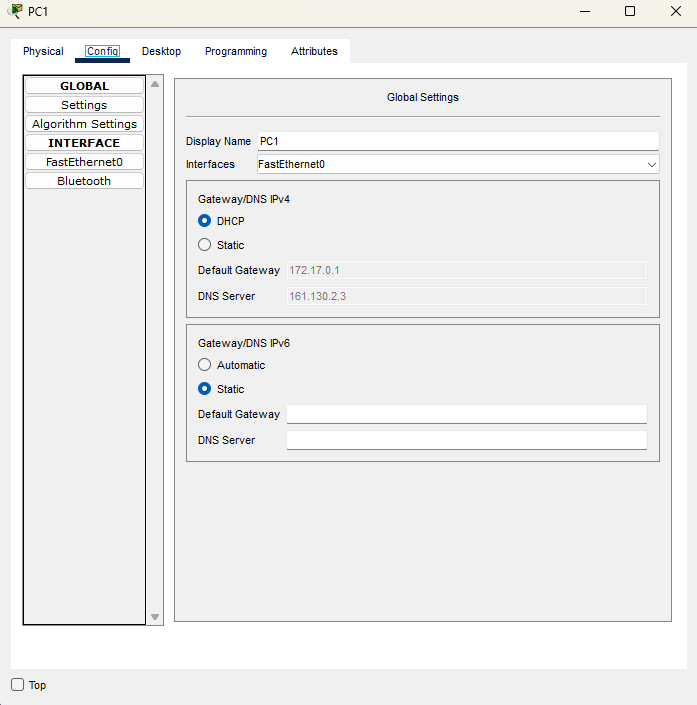 PC1
Physical Config Desktop Programming Attributes
GLOBAL
Settings
Algorithm Settings
INTERFACE
FastEthernet0
Bluetooth
Global Settings
Display Name PC1
Interfaces FastEthernet0
Gateway/DNS IPv4
DHCP
Static
Default Gateway 172.17.0.1
DNS Server 161.130.2.3
Gateway/DNS IPv6
Automatic
Static
Default Gateway
DNS Server
Top